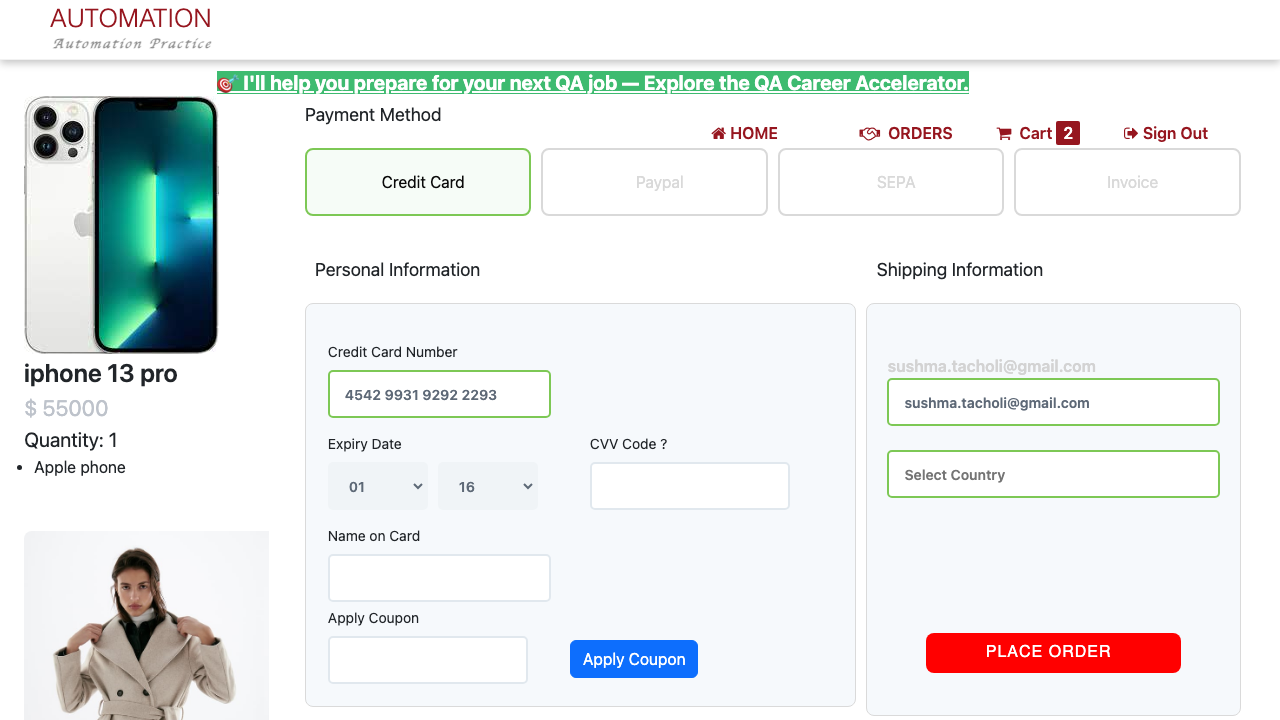 AUTOMATION
Automation Practice
🎯 I'll help you prepare for your next QA job — Explore the QA Career Accelerator.
HOME
ORDERS
Cart 2
Sign Out
iphone 13 pro
$ 55000
Quantity: 1
• Apple phone
Payment Method
Credit Card
Paypal
SEPA
Invoice
Personal Information
Credit Card Number
4542 9931 9292 2293
Expiry Date
CVV Code ?
01
16
Name on Card
Apply Coupon
Apply Coupon
Shipping Information
sushma.tacholi@gmail.com
sushma.tacholi@gmail.com
Select Country
PLACE ORDER